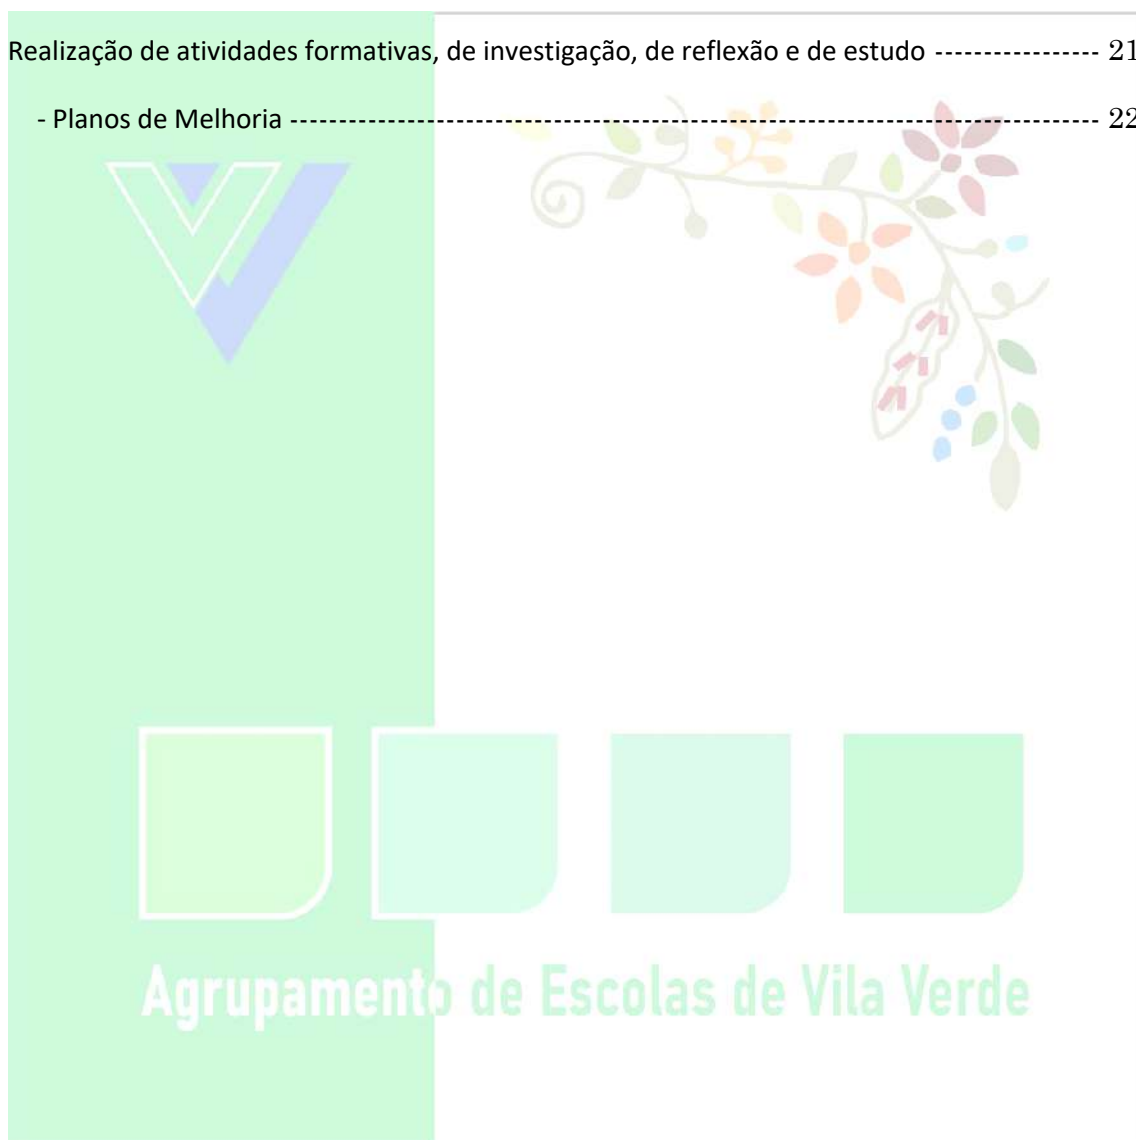 Realização de atividades formativas, de investigação, de reflexão e de estudo ----------------- 21
- Planos de Melhoria ------------------------------------------------------------------------------------ 22
Agrupamento de Escolas de Vila Verde